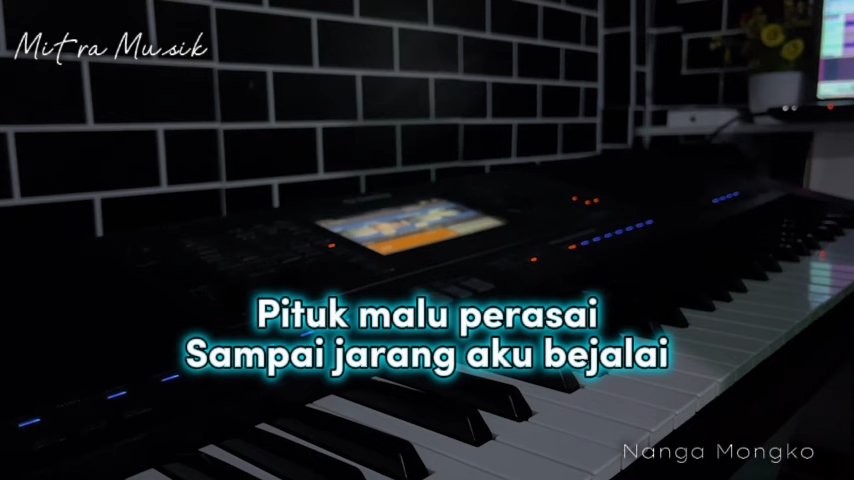 Mitra Musik
Pituk malu perasai
Sampai jarang aku bejalai
Nanga Mongko